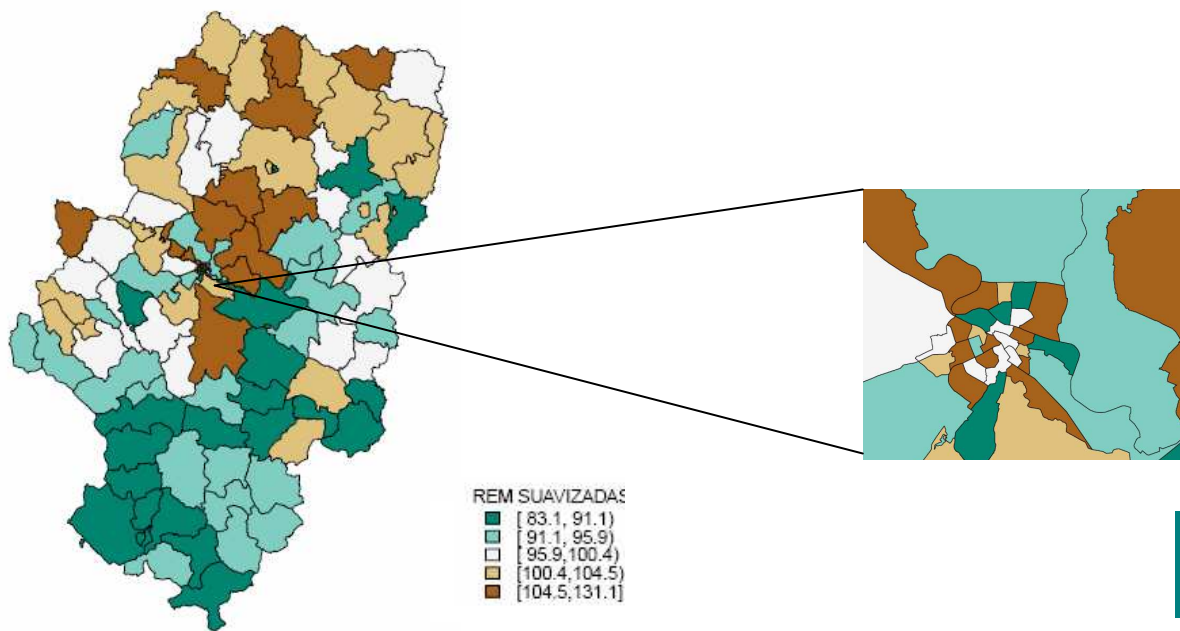 REM SUAVIZADAS
[ 83.1, 91.1)
[ 91.1, 95.9)
[ 95.9,100.4)
[100.4,104.5)
[104.5,131.1]